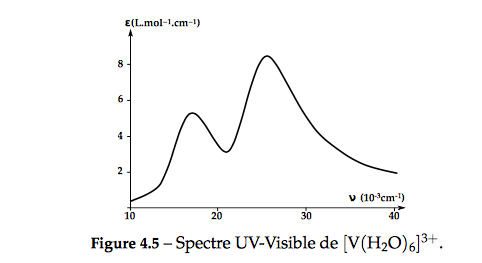 ε(L.mol⁻¹.cm⁻¹)
8
6
4
2
ν (10⁻³cm⁻¹)
10 20 30 40
Figure 4.5 – Spectre UV-Visible de [V(H₂O)₆]³⁺.